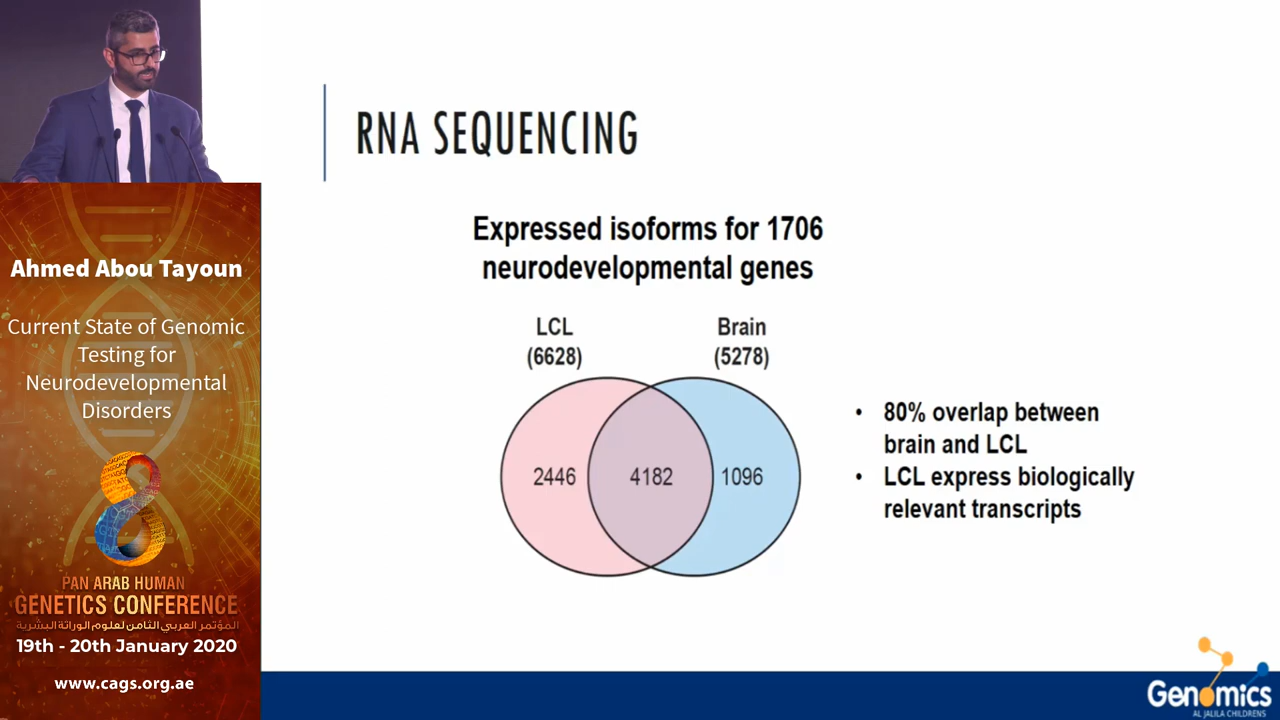 Ahmed Abou Tayoun
Current State of Genomic
Testing for
Neurodevelopmental
Disorders
PAN ARAB HUMAN
GENETICS CONFERENCE
المؤتمر العربي الثامن لعلوم الوراثة البشرية
19th - 20th January 2020
www.cags.org.ae
RNA SEQUENCING
Expressed isoforms for 1706
neurodevelopmental genes
LCL
(6628)
Brain
(5278)
2446
4182
1096
• 80% overlap between
brain and LCL
• LCL express biologically
relevant transcripts
Genomics
AL JALILA CHILDRENS